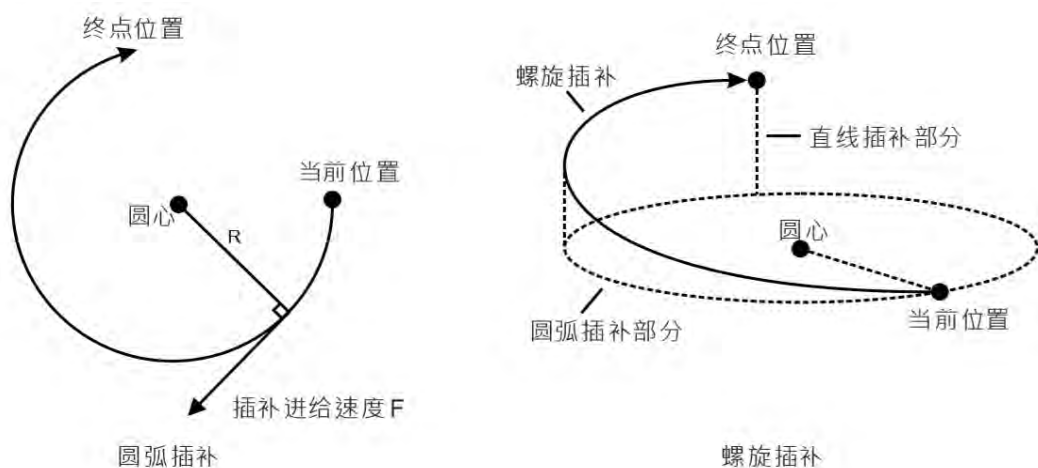 终点位置
当前位置
圆心
R
插补进给速度F
圆弧插补
终点位置
螺旋插补
直线插补部分
圆心
圆弧插补部分
当前位置
螺旋插补